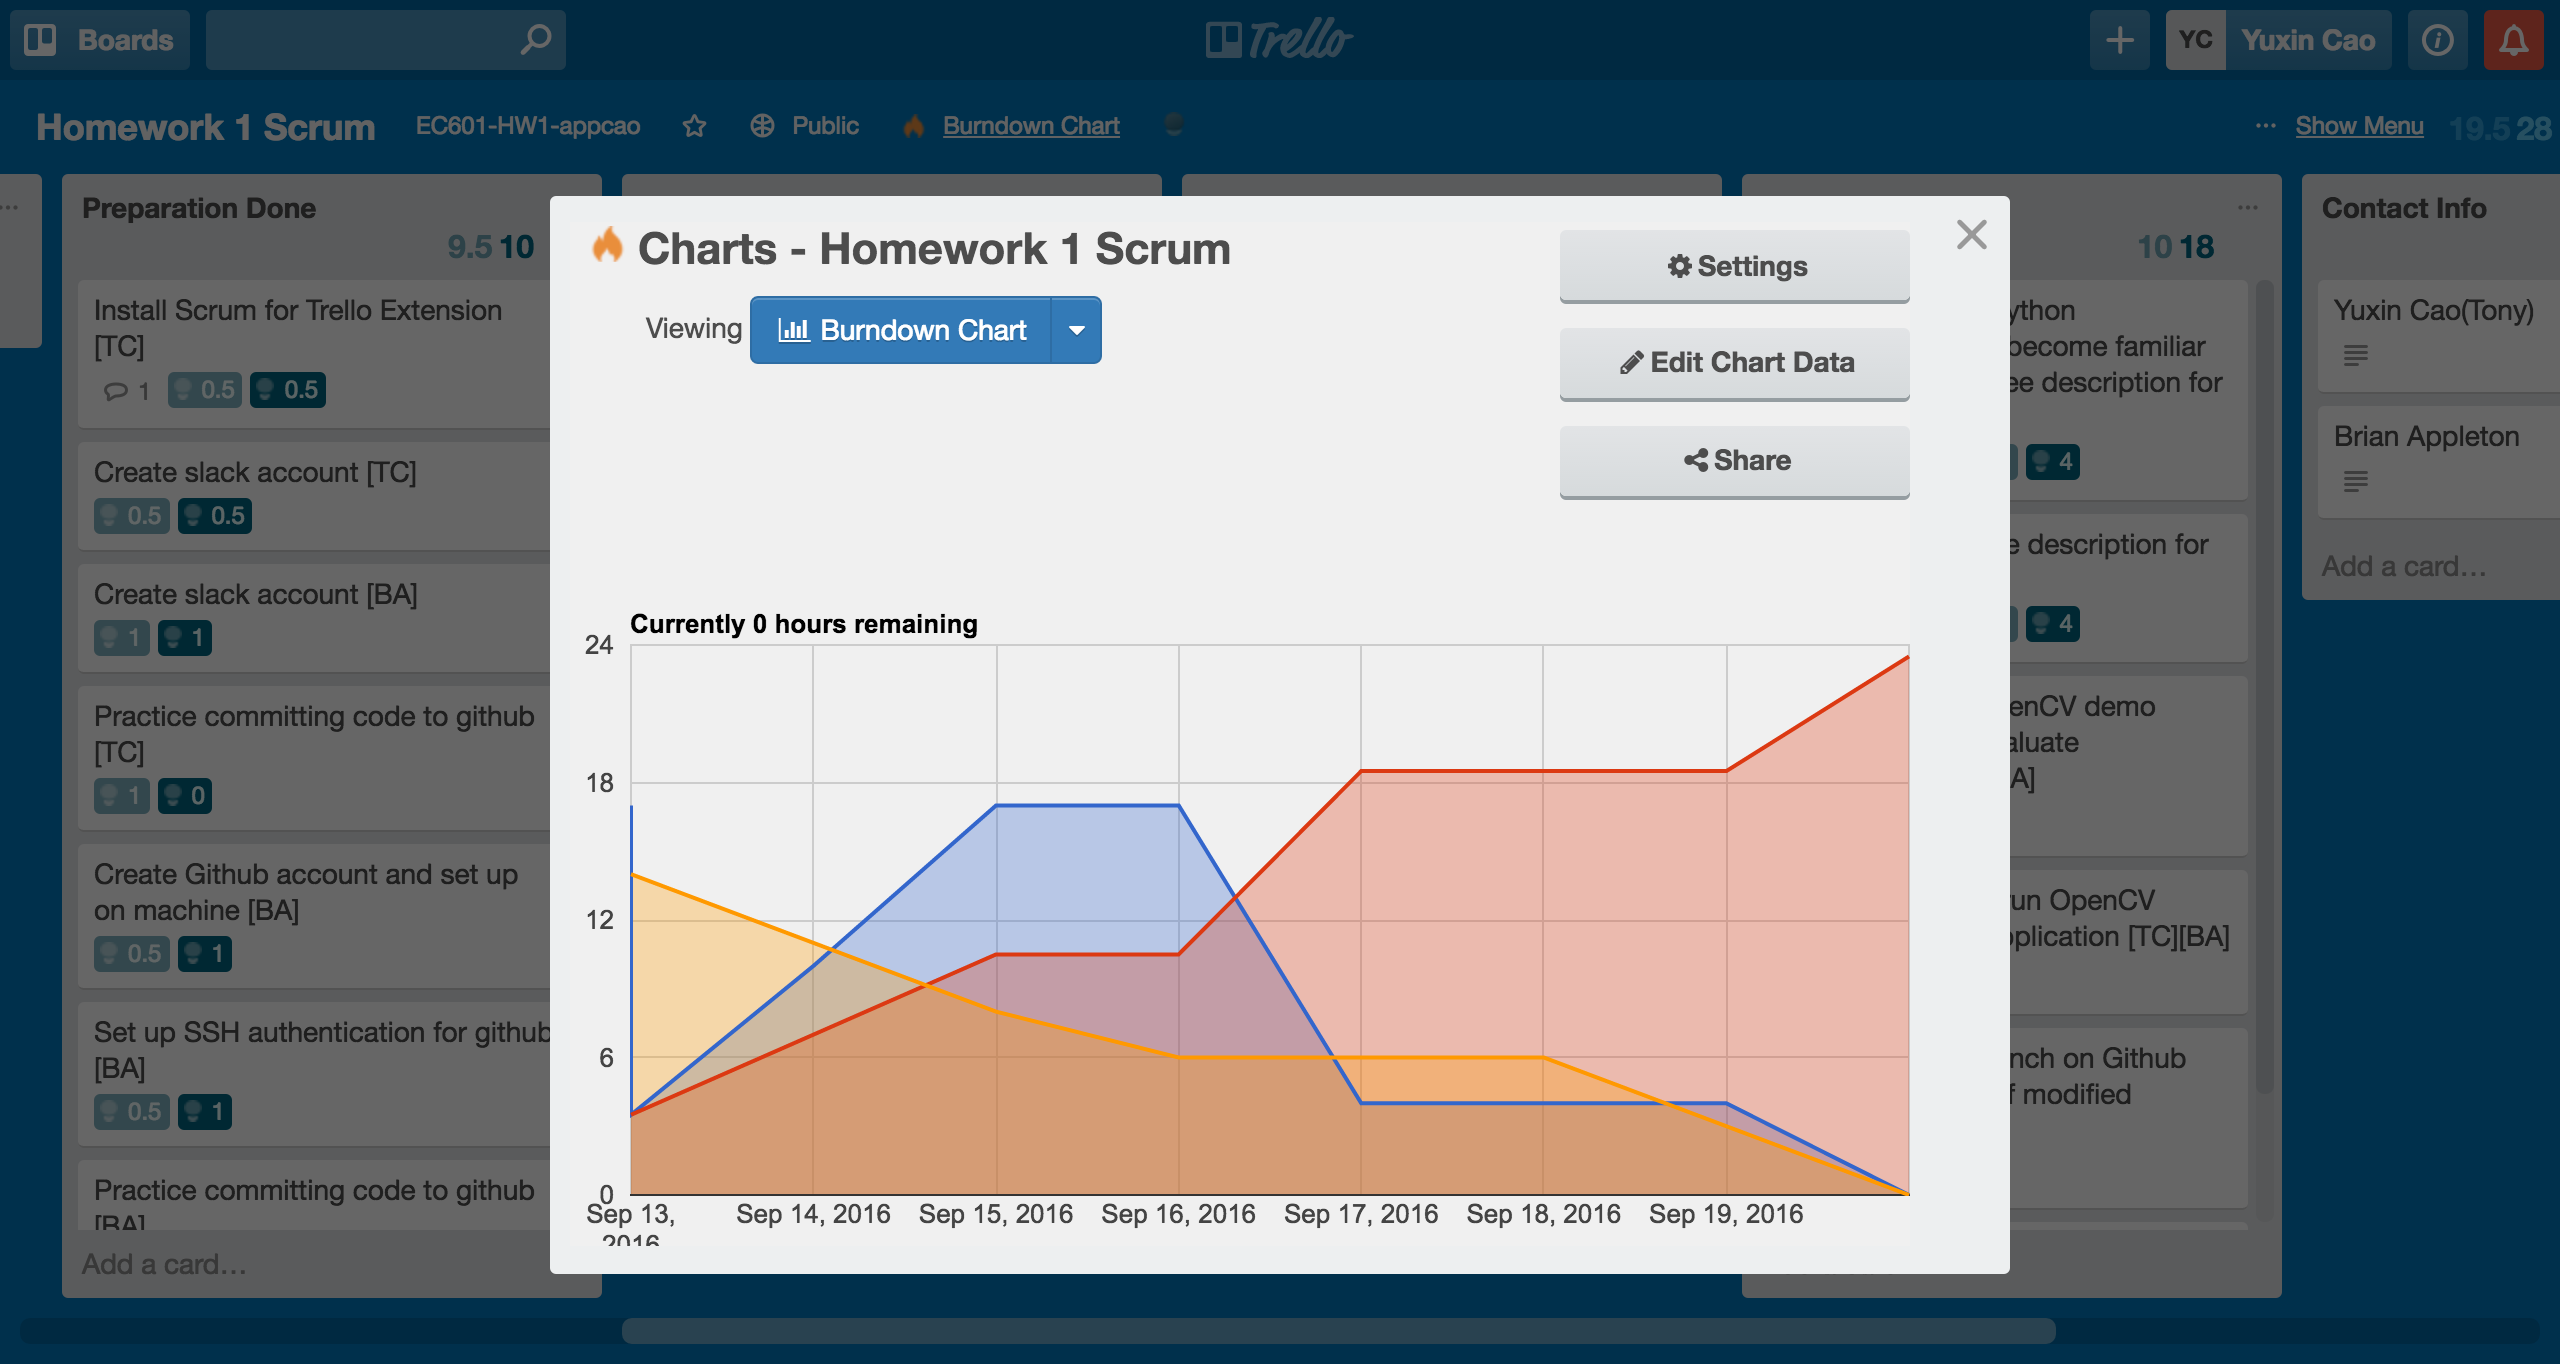 Boards
Trello
YC Yuxin Cao
Homework 1 Scrum EC601-HW1-appcao Public Burndown Chart
... Show Menu 19.5 28
Preparation Done
9.5 10
Install Scrum for Trello Extension
[TC]
1 0.5 0.5
Create slack account [TC]
0.5 0.5
Create slack account [BA]
1 1
Practice committing code to github
[TC]
1 0
Create Github account and set up
on machine [BA]
0.5 1
Set up SSH authentication for github
[BA]
0.5 1
Practice committing code to github
[BA]
Add a card…
Charts - Homework 1 Scrum
Viewing Burndown Chart
Settings
Edit Chart Data
Share
Currently 0 hours remaining
24
18
12
6
0
Sep 13,
2016
Sep 14, 2016 Sep 15, 2016 Sep 16, 2016 Sep 17, 2016 Sep 18, 2016 Sep 19, 2016
10 18
ython
become familiar
ee description for
4
e description for
4
enCV demo
aluate
A]
run OpenCV
pplication [TC][BA]
nch on Github
f modified
Contact Info
Yuxin Cao(Tony)
Brian Appleton
Add a card…